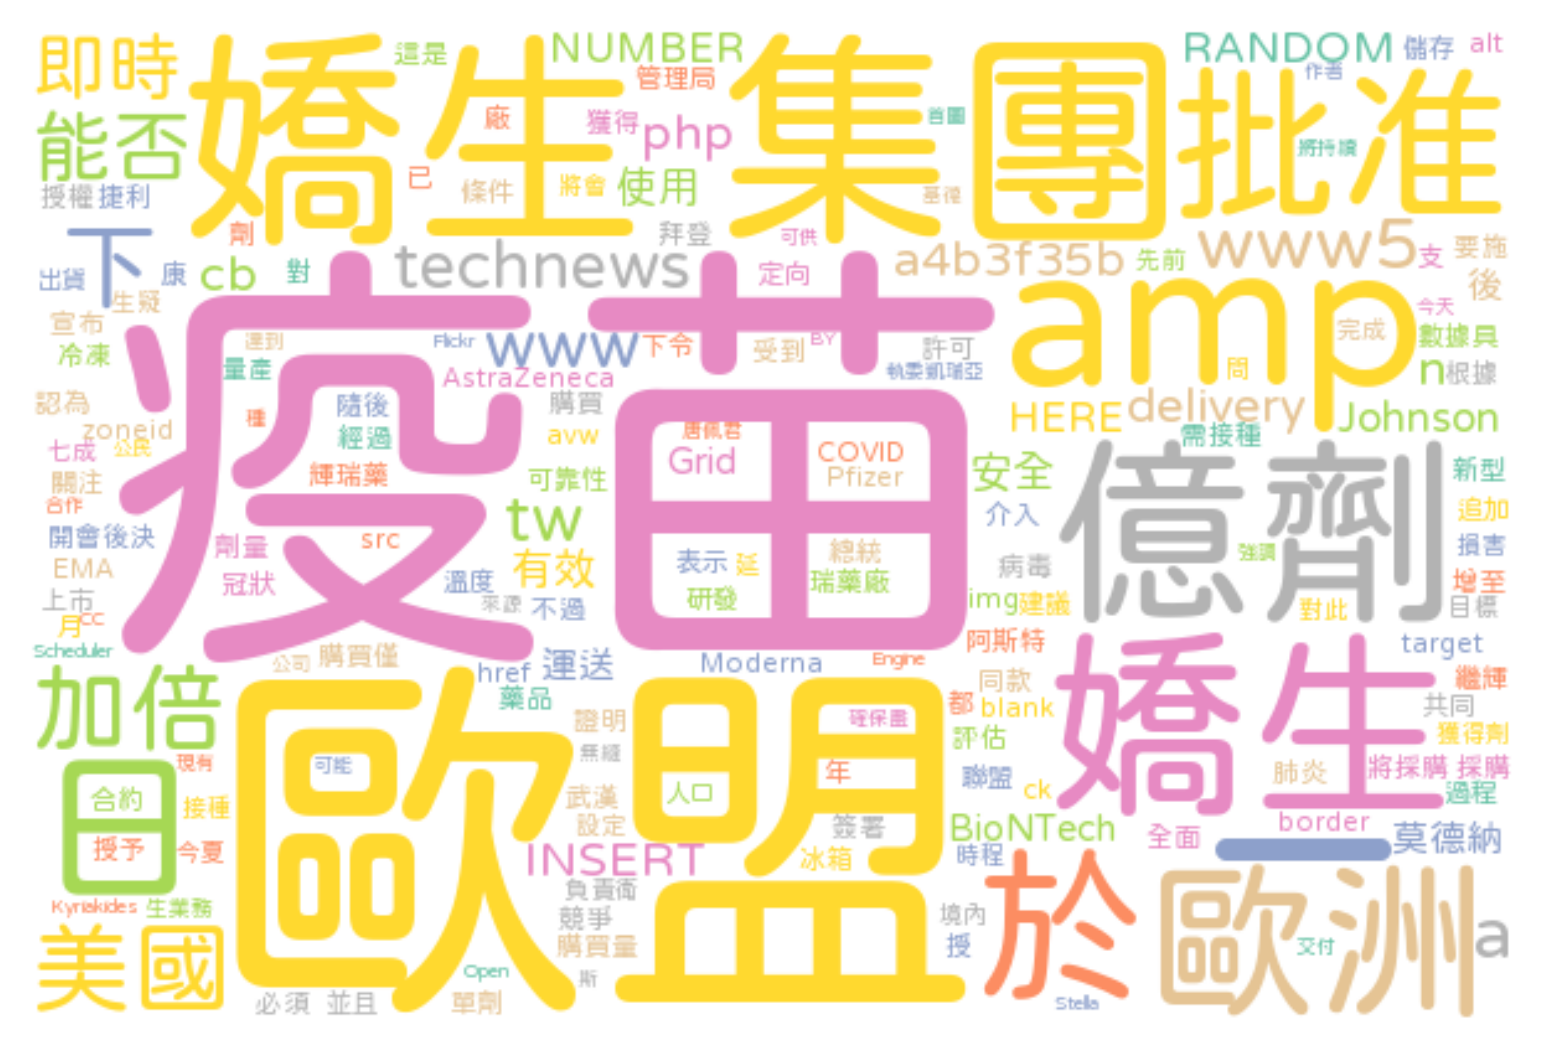 即時
嬌生
這是
NUMBER
集團
RANDOM
儲存
alt
管理局
作者
批准
能否
廠
獲得
php
首圖
將持續
已
條件
將會
使用
基德
授權
捷利
下
劑
拜登
可供
technews
a4b3f35b
先前
www5
支
要施
出貨
康
cb
對
定向
後
生疑
疫苗
amp
今天
宣布
達到
Flickr
www
下令
受到
BY
許可
完成
數據具
冷凍
量產
AstraZeneca
執委凱瑞亞
問
n
根據
認為
種
隨後
購買
HERE
delivery
Johnson
zoneid
經過
avw
唐佩君
COVID
需接種
七成
公民
輝瑞藥
可靠性
Grid
Pfizer
安全
億劑
新型
關注
合作
tw
介入
追加
開會後決
劑量
src
有效
表示
延
總統
強調
損害
EMA
冠狀
溫度
研發
瑞藥廠
病毒
增至
上市
來源
不過
img
建議
對此
目標
月
cc
Scheduler
公司
購買僅
href
運送
Moderna
Engine
阿斯特
嬌生
target
加倍
歐盟
藥品
同款
繼輝
證明
確保盡
都
blank
共同
現有
可能
無縫
評估
獲得劑
日
合約
接種
武漢
人口
年
聯盟
ck
肺炎
將採購
採購
過程
設定
簽署
BioNTech
border
授予
今夏
INSERT
冰箱
時程
全面
一
莫德納
Kyriakides
生業務
負責衛
於
歐洲
a
美國
競爭
境內
購買量
授
交付
Open
斯
必須
並且
單劑
Stella